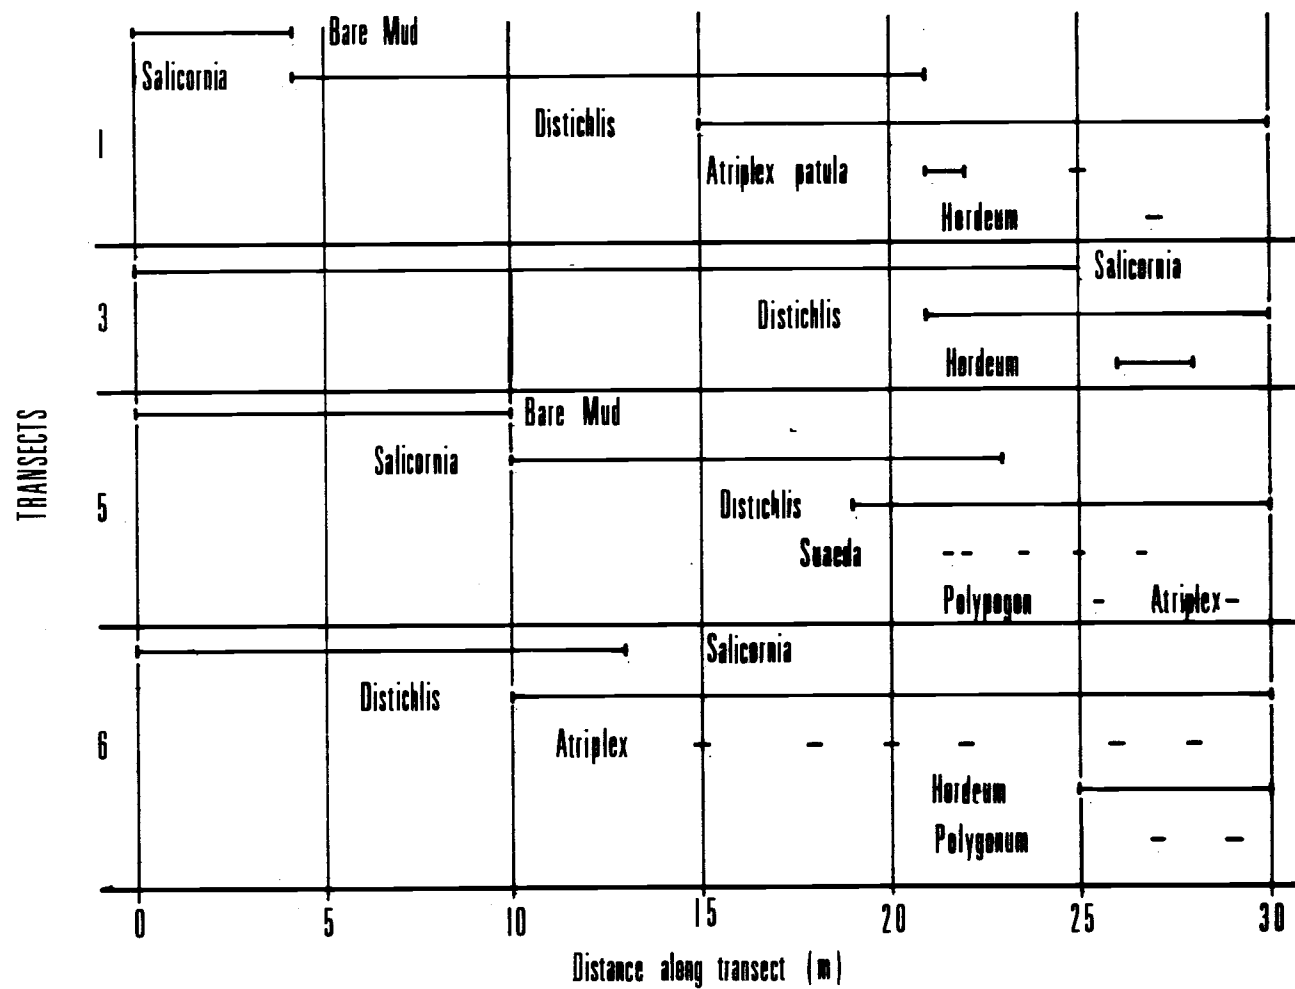 Bare Mud
Salicornia
Distichlis
1
Atriplex patula
Hordeum
Salicornia
3
Distichlis
Hordeum
Bare Mud
Salicornia
TRANSECTS
5
Distichlis
Suaeda
Polypogon Atriplex
Salicornia
Distichlis
6
Atriplex
Hordeum
Polygonum
0 5 10 15 20 25 30
Distance along transect (m)